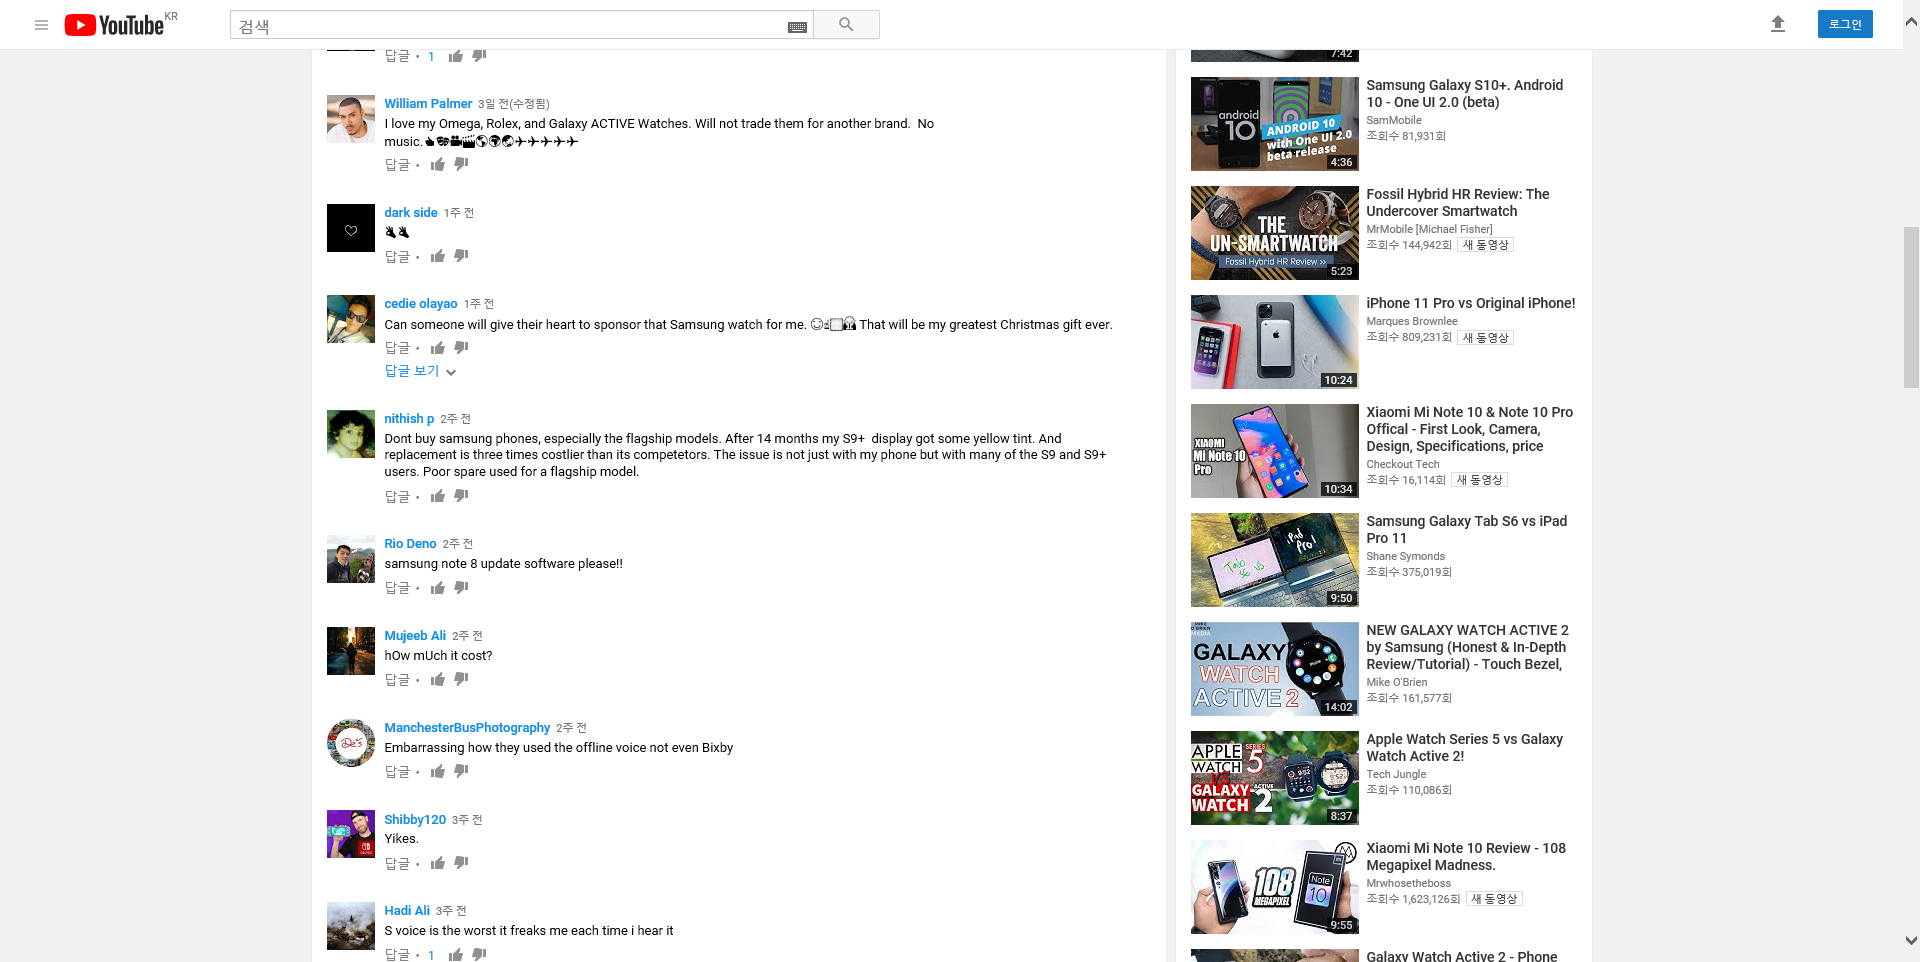 YouTube KR
검색
로그인
답글 • 1
William Palmer 3일 전(수정됨)
I love my Omega, Rolex, and Galaxy ACTIVE Watches. Will not trade them for another brand. No
music.
답글 •
dark side 1주 전
답글 •
cedie olayao 1주 전
Can someone will give their heart to sponsor that Samsung watch for me. That will be my greatest Christmas gift ever.
답글 •
답글 보기
nithish p 2주 전
Dont buy samsung phones, especially the flagship models. After 14 months my S9+ display got some yellow tint. And
replacement is three times costlier than its competetors. The issue is not just with my phone but with many of the S9 and S9+
users. Poor spare used for a flagship model.
답글 •
Rio Deno 2주 전
samsung note 8 update software please!!
답글 •
Mujeeb Ali 2주 전
hOw mUch it cost?
답글 •
ManchesterBusPhotography 2주 전
Embarrassing how they used the offline voice not even Bixby
답글 •
Shibby120 3주 전
Yikes.
답글 •
Hadi Ali 3주 전
S voice is the worst it freaks me each time i hear it
답글 • 1
7:42
android
10
ANDROID 10
with One UI 2.0
beta release
4:36
Samsung Galaxy S10+. Android
10 - One UI 2.0 (beta)
SamMobile
조회수 81,931회
THE
UN-SMARTWATCH
Fossil Hybrid HR Review >>
5:23
Fossil Hybrid HR Review: The
Undercover Smartwatch
MrMobile [Michael Fisher]
조회수 144,942회 새 동영상
10:24
iPhone 11 Pro vs Original iPhone!
Marques Brownlee
조회수 809,231회 새 동영상
XIAOMI
Mi Note 10
Pro
10:34
Xiaomi Mi Note 10 & Note 10 Pro
Offical - First Look, Camera,
Design, Specifications, price
Checkout Tech
조회수 16,114회 새 동영상
Tab
S6 vs
iPad
Pro!
9:50
Samsung Galaxy Tab S6 vs iPad
Pro 11
Shane Symonds
조회수 375,019회
MIKE
O'BRIEN
MEDIA
GALAXY
WATCH
ACTIVE 2
14:02
NEW GALAXY WATCH ACTIVE 2
by Samsung (Honest & In-Depth
Review/Tutorial) - Touch Bezel,
Mike O'Brien
조회수 161,577회
APPLE
WATCH
SERIES
5
VS
GALAXY
WATCH
ACTIVE
2
8:37
Apple Watch Series 5 vs Galaxy
Watch Active 2!
Tech Jungle
조회수 110,086회
108
MEGAPIXEL
Note
10
9:55
Xiaomi Mi Note 10 Review - 108
Megapixel Madness.
Mrwhosetheboss
조회수 1,623,126회 새 동영상
Galaxy Watch Active 2 - Phone